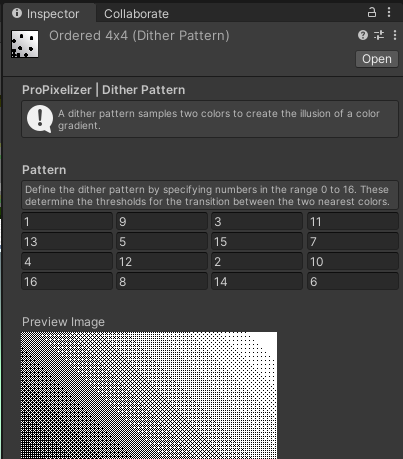 Inspector Collaborate
Ordered 4x4 (Dither Pattern)
Open
ProPixelizer | Dither Pattern
A dither pattern samples two colors to create the illusion of a color
gradient.
Pattern
Define the dither pattern by specifying numbers in the range 0 to 16. These
determine the thresholds for the transition between the two nearest colors.
1 9 3 11
13 5 15 7
4 12 2 10
16 8 14 6
Preview Image